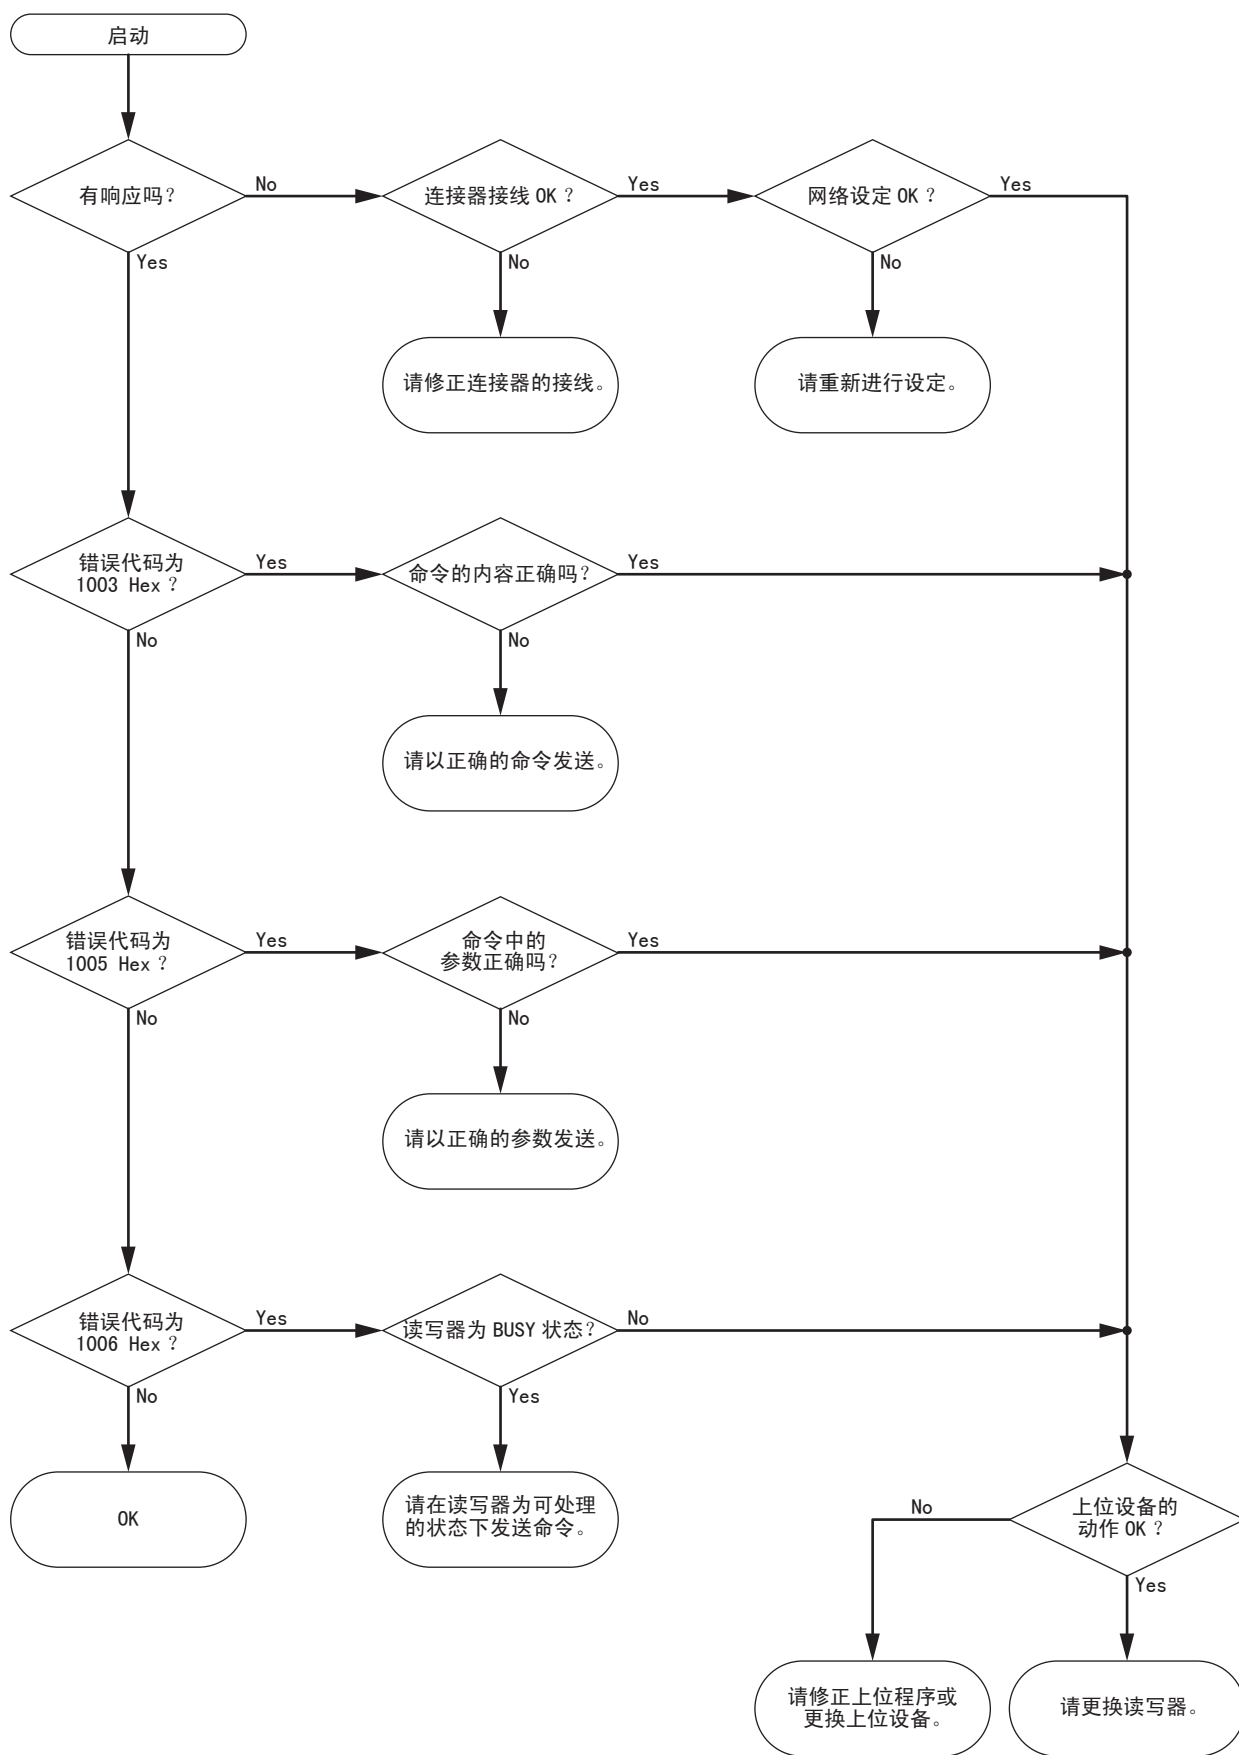 启动
有响应吗？
No
连接器接线 OK ？
Yes
网络设定 OK ？
Yes
Yes
No
No
请修正连接器的接线。
请重新进行设定。
错误代码为
1003 Hex ？
Yes
命令的内容正确吗？
Yes
No
No
请以正确的命令发送。
错误代码为
1005 Hex ？
Yes
命令中的
参数正确吗？
Yes
No
No
请以正确的参数发送。
错误代码为
1006 Hex ？
Yes
读写器为 BUSY 状态？
No
No
Yes
OK
请在读写器为可处理
的状态下发送命令。
No
上位设备的
动作 OK ？
Yes
请修正上位程序或
更换上位设备。
请更换读写器。